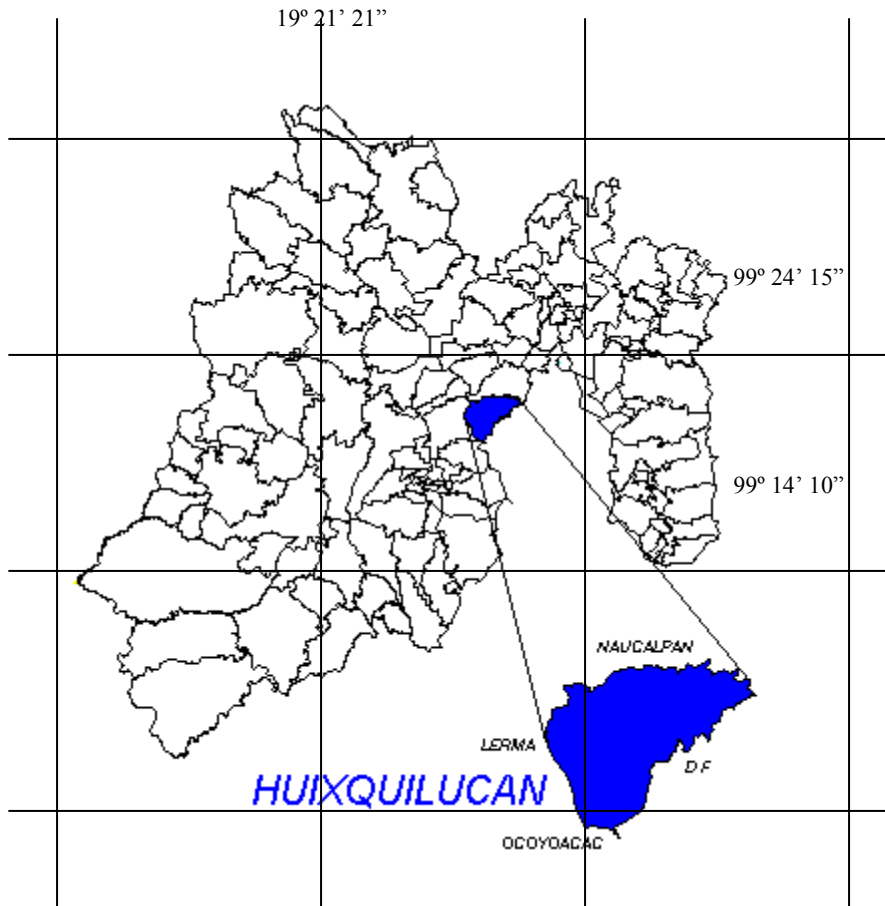 19º 21’ 21”
99º 24’ 15”
99º 14’ 10”
NAUCALPAN
LERMA
D F
HUIXQUILUCAN
OCOYOACAC